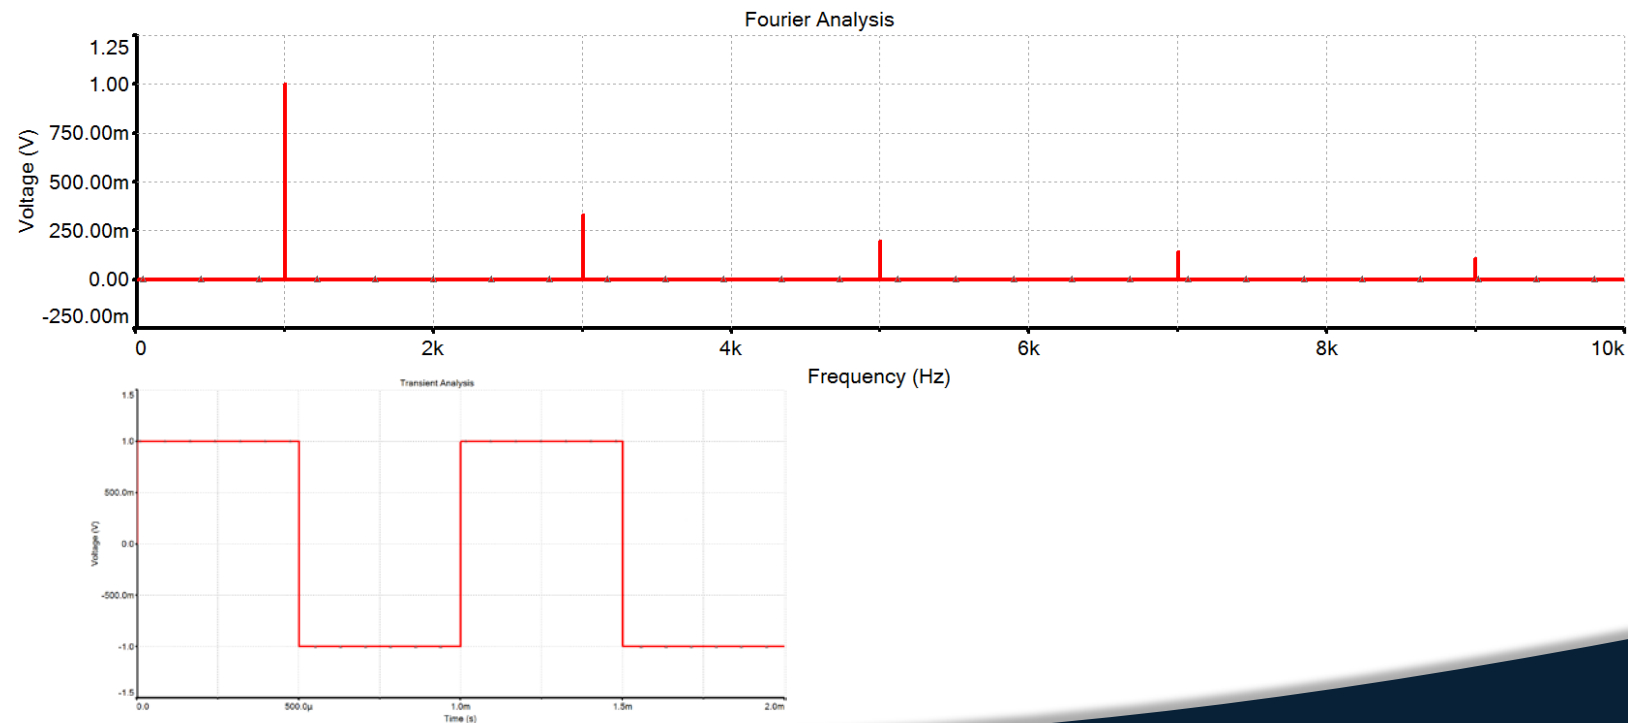 Fourier Analysis
1.25
1.00
750.00m
500.00m
250.00m
0.00
-250.00m
Voltage (V)
0 2k 4k 6k 8k 10k
Frequency (Hz)
Transient Analysis
1.5
1.0
500.0m
0.0
-500.0m
-1.0
-1.5
Voltage (V)
0.0 500.0µ 1.0m 1.5m 2.0m
Time (s)